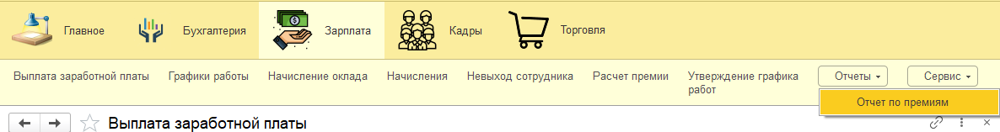 Главное
Бухгалтерия
Зарплата
Кадры
Торговля
Выплата заработной платы
Графики работы
Начисление оклада
Начисления
Невыход сотрудника
Расчет премии
Утверждение графика
работ
Отчеты
Сервис
Отчет по премиям
Выплата заработной платы